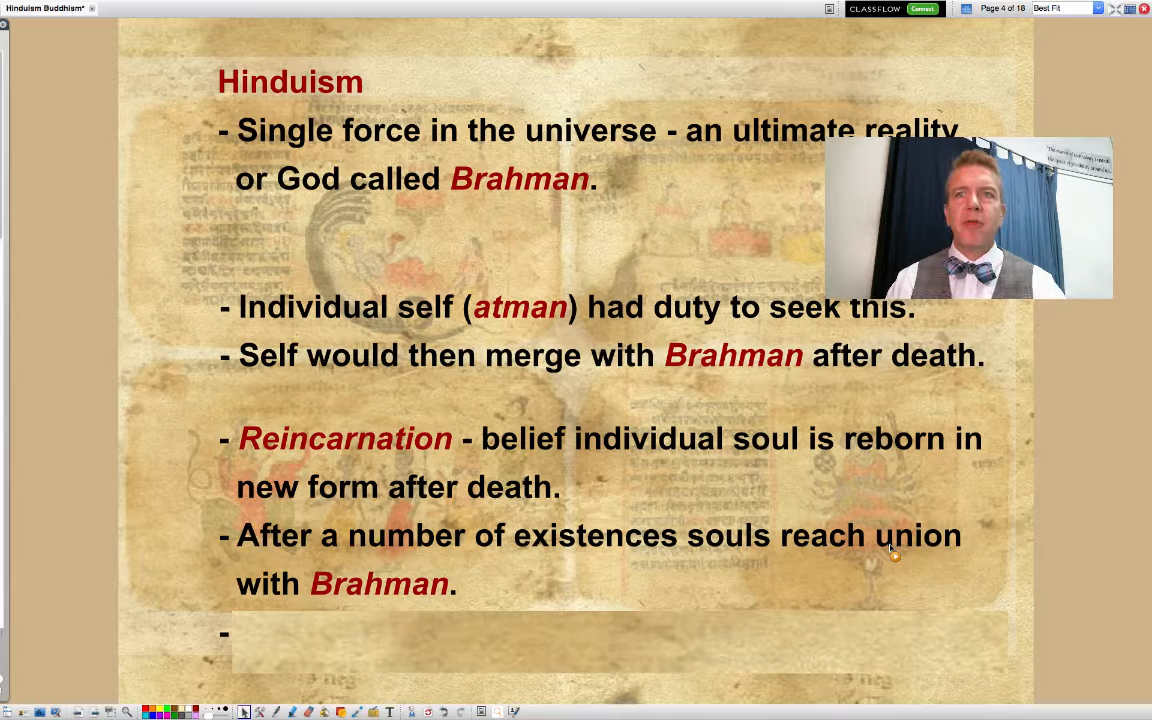 Hinduism Buddhism*
CLASSFLOW Connect
Page 4 of 18
Best Fit
Hinduism
- Single force in the universe - an ultimate reality
or God called Brahman.
- Individual self (atman) had duty to seek this.
- Self would then merge with Brahman after death.
- Reincarnation - belief individual soul is reborn in
new form after death.
- After a number of existences souls reach union
with Brahman.
-